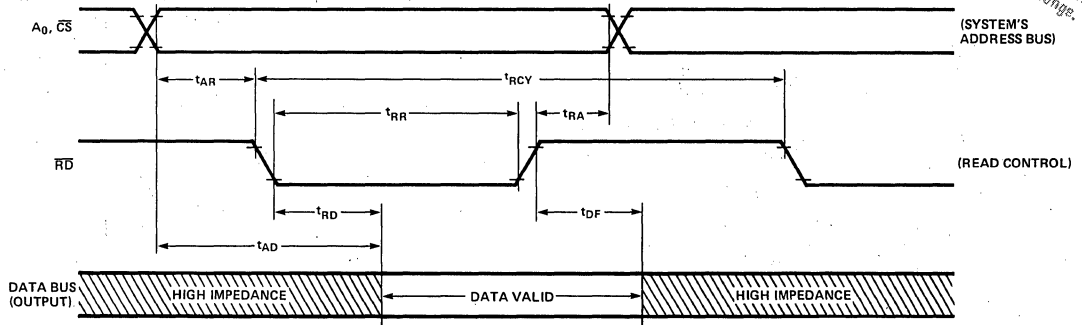 A0, CS
(SYSTEM'S
ADDRESS BUS)
tAR
tRCY
tRR
tRA
RD
(READ CONTROL)
tRD
tDF
tAD
DATA BUS
(OUTPUT)
HIGH IMPEDANCE
DATA VALID
HIGH IMPEDANCE